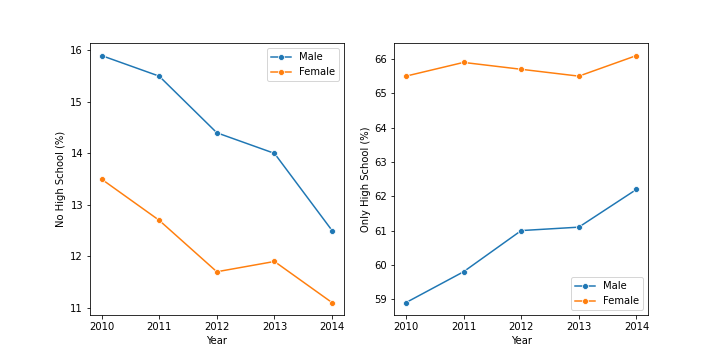 No High School (%)
16
15
14
13
12
11
2010 2011 2012 2013 2014
Year
Male
Female
Only High School (%)
66
65
64
63
62
61
60
59
2010 2011 2012 2013 2014
Year
Male
Female